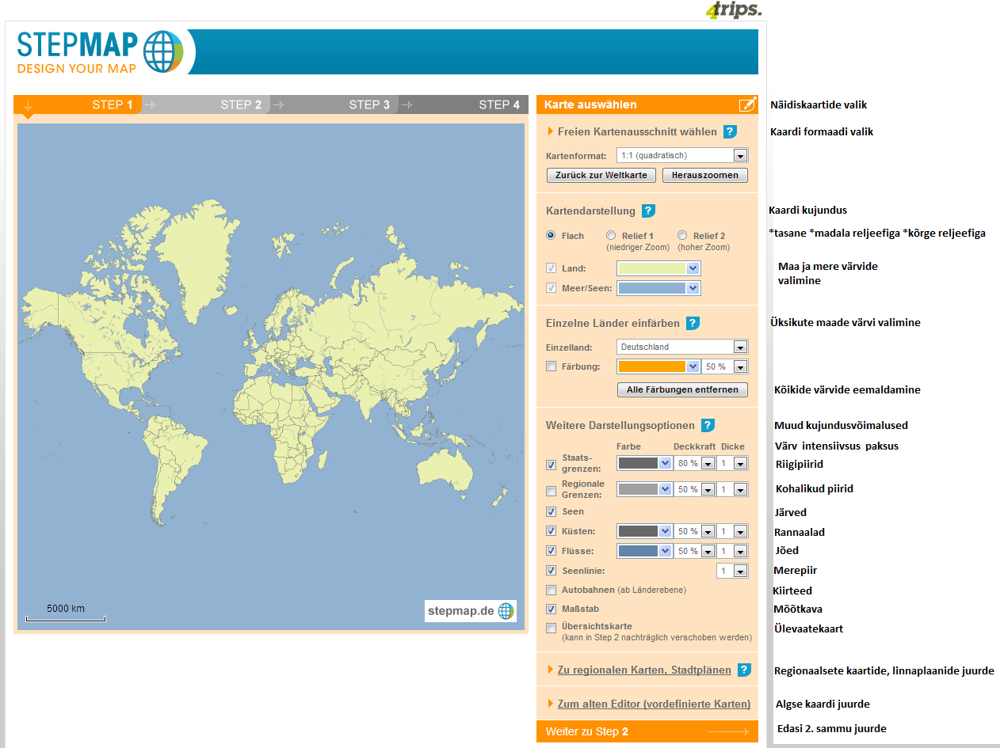 4trips.
STEPMAP
DESIGN YOUR MAP
STEP 1
STEP 2
STEP 3
STEP 4
Karte auswählen
Näidiskaartide valik
Freien Kartenausschnitt wählen ?
Kaardi formaadi valik
Kartenformat: 1:1 (quadratisch)
Zurück zur Weltkarte Herauszoomen
Kartendarstellung ?
Kaardi kujundus
Flach Relief 1 Relief 2
(niedriger Zoom) (hoher Zoom)
*tasane *madala reljeefiga *kõrge reljeefiga
Land:
Meer/Seen:
Maa ja mere värvide
valimine
Einzelne Länder einfärben ?
Üksikute maade värvi valimine
Einzelland: Deutschland
Färbung: 50 %
Alle Färbungen entfernen
Kõikide värvide eemaldamine
Weitere Darstellungsoptionen ?
Muud kujundusvõimalused
Farbe Deckkraft Dicke
Värv intensiivsus paksus
Staats-
grenzen: 80 % 1
Riigipiirid
Regionale
Grenzen: 50 % 1
Kohalikud piirid
Seen
Järved
Küsten: 50 % 1
Rannaalad
Flüsse: 50 % 1
Jõed
Seenlinie: 1
Merepiir
Autobahnen (ab Länderebene)
Kiirteed
Maßstab
Mõõtkava
Übersichtskarte
(kann in Step 2 nachträglich verschoben werden)
Ülevaatekaart
5000 km
stepmap.de
Zu regionalen Karten, Stadtplänen ?
Regionaalsete kaartide, linnaplaanide juurde
Zum alten Editor (vordefinierte Karten)
Algse kaardi juurde
Weiter zu Step 2
Edasi 2. sammu juurde